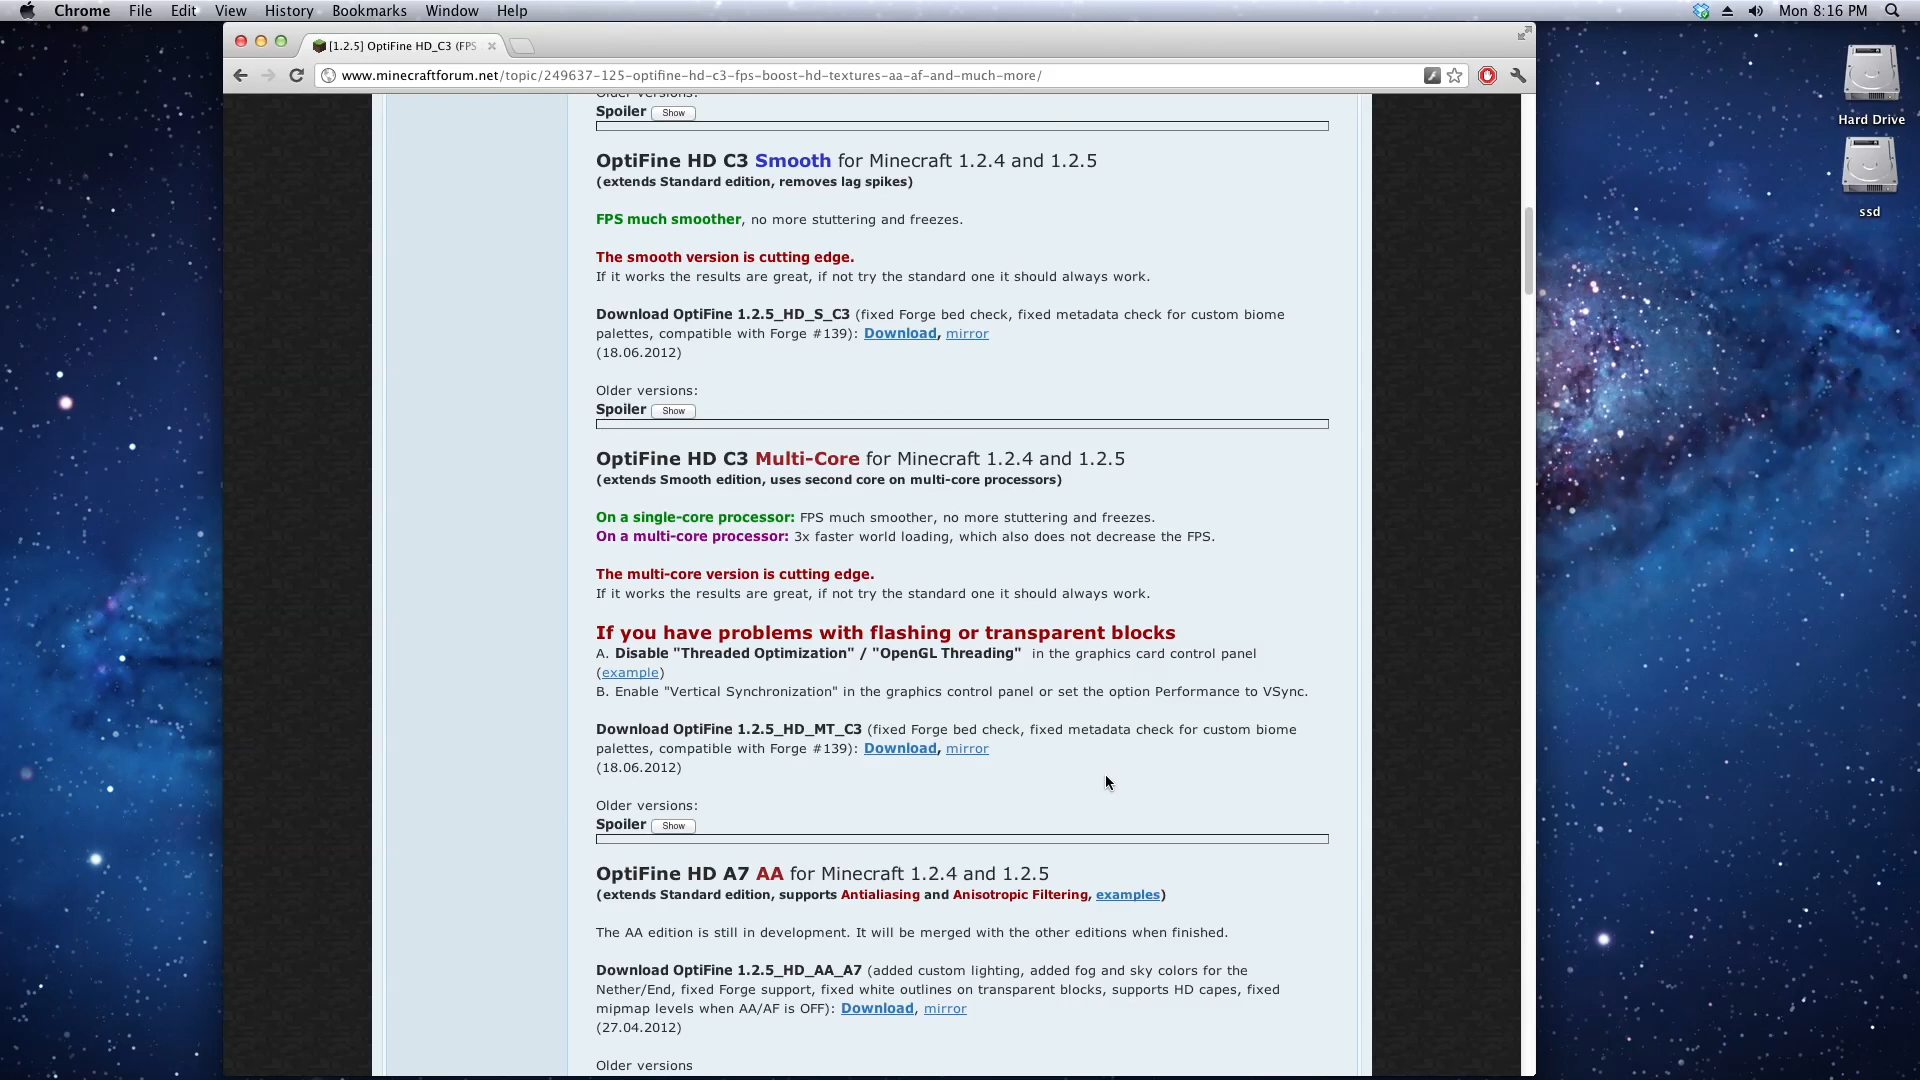 Chrome File Edit View History Bookmarks Window Help Mon 8:16 PM
[1.2.5] OptiFine HD_C3 (FPS
www.minecraftforum.net/topic/249637-125-optifine-hd-c3-fps-boost-hd-textures-aa-af-and-much-more/
Hard Drive
ssd
Older versions:
Spoiler Show
OptiFine HD C3 Smooth for Minecraft 1.2.4 and 1.2.5
(extends Standard edition, removes lag spikes)
FPS much smoother, no more stuttering and freezes.
The smooth version is cutting edge.
If it works the results are great, if not try the standard one it should always work.
Download OptiFine 1.2.5_HD_S_C3 (fixed Forge bed check, fixed metadata check for custom biome
palettes, compatible with Forge #139): Download, mirror
(18.06.2012)
Older versions:
Spoiler Show
OptiFine HD C3 Multi-Core for Minecraft 1.2.4 and 1.2.5
(extends Smooth edition, uses second core on multi-core processors)
On a single-core processor: FPS much smoother, no more stuttering and freezes.
On a multi-core processor: 3x faster world loading, which also does not decrease the FPS.
The multi-core version is cutting edge.
If it works the results are great, if not try the standard one it should always work.
If you have problems with flashing or transparent blocks
A. Disable "Threaded Optimization" / "OpenGL Threading" in the graphics card control panel
(example)
B. Enable "Vertical Synchronization" in the graphics control panel or set the option Performance to VSync.
Download OptiFine 1.2.5_HD_MT_C3 (fixed Forge bed check, fixed metadata check for custom biome
palettes, compatible with Forge #139): Download, mirror
(18.06.2012)
Older versions:
Spoiler Show
OptiFine HD A7 AA for Minecraft 1.2.4 and 1.2.5
(extends Standard edition, supports Antialiasing and Anisotropic Filtering, examples)
The AA edition is still in development. It will be merged with the other editions when finished.
Download OptiFine 1.2.5_HD_AA_A7 (added custom lighting, added fog and sky colors for the
Nether/End, fixed Forge support, fixed white outlines on transparent blocks, supports HD capes, fixed
mipmap levels when AA/AF is OFF): Download, mirror
(27.04.2012)
Older versions